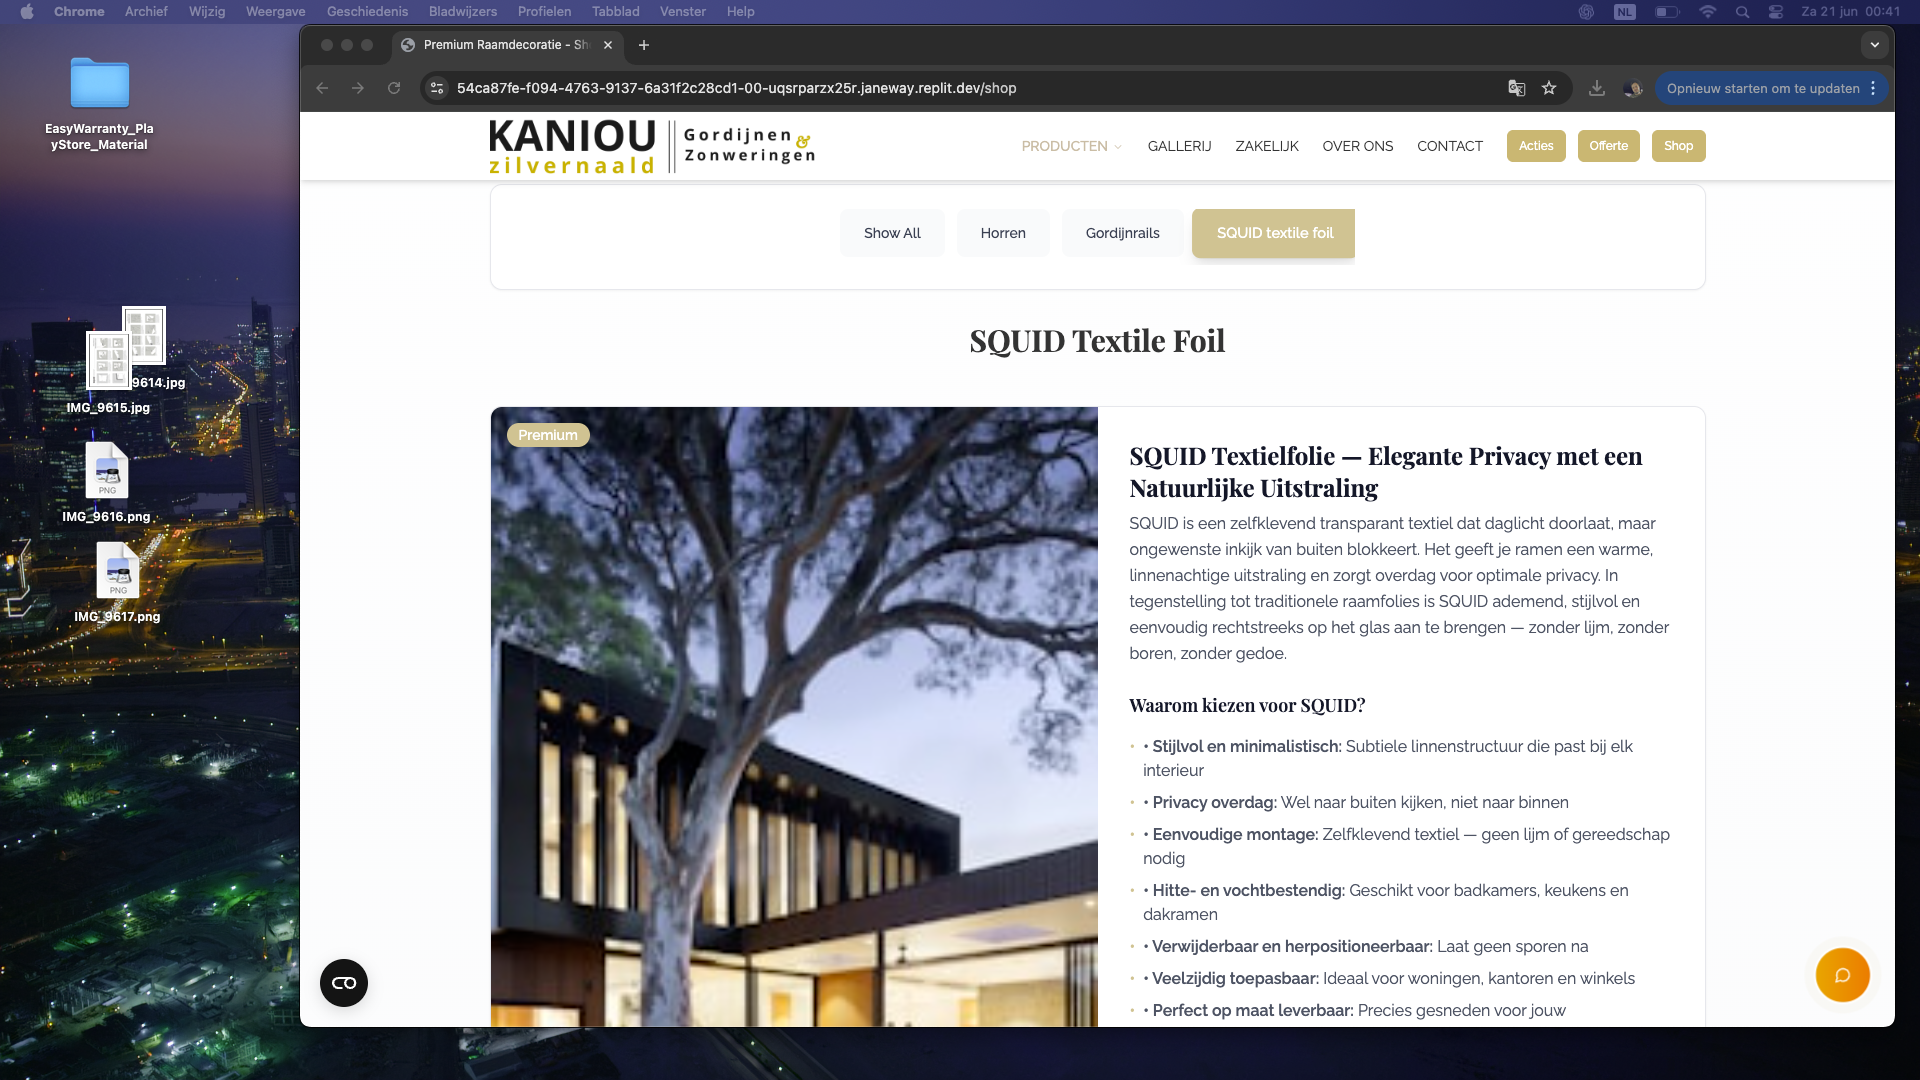 Chrome Archief Wijzig Weergave Geschiedenis Bladwijzers Profielen Tabblad Venster Help NL Za 21 jun 00:41
EasyWarranty_Pla
yStore_Material
9614.jpg
IMG_9615.jpg
PNG
IMG_9616.png
PNG
IMG_9617.png
Premium Raamdecoratie - Sh
54ca87fe-f094-4763-9137-6a31f2c28cd1-00-uqsrparzx25r.janeway.replit.dev/shop
Opnieuw starten om te updaten
KANIOU
zilvernaald
Gordijnen &
Zonweringen
PRODUCTEN GALLERIJ ZAKELIJK OVER ONS CONTACT Acties Offerte Shop
Show All Horren Gordijnrails SQUID textile foil
SQUID Textile Foil
Premium
SQUID Textielfolie — Elegante Privacy met een
Natuurlijke Uitstraling
SQUID is een zelfklevend transparant textiel dat daglicht doorlaat, maar
ongewenste inkijk van buiten blokkeert. Het geeft je ramen een warme,
linnenachtige uitstraling en zorgt overdag voor optimale privacy. In
tegenstelling tot traditionele raamfolies is SQUID ademend, stijlvol en
eenvoudig rechtstreeks op het glas aan te brengen — zonder lijm, zonder
boren, zonder gedoe.
Waarom kiezen voor SQUID?
• • Stijlvol en minimalistisch: Subtiele linnenstructuur die past bij elk
interieur
• • Privacy overdag: Wel naar buiten kijken, niet naar binnen
• • Eenvoudige montage: Zelfklevend textiel — geen lijm of gereedschap
nodig
• • Hitte- en vochtbestendig: Geschikt voor badkamers, keukens en
dakramen
• • Verwijderbaar en herpositioneerbaar: Laat geen sporen na
• • Veelzijdig toepasbaar: Ideaal voor woningen, kantoren en winkels
• • Perfect op maat leverbaar: Precies gesneden voor jouw